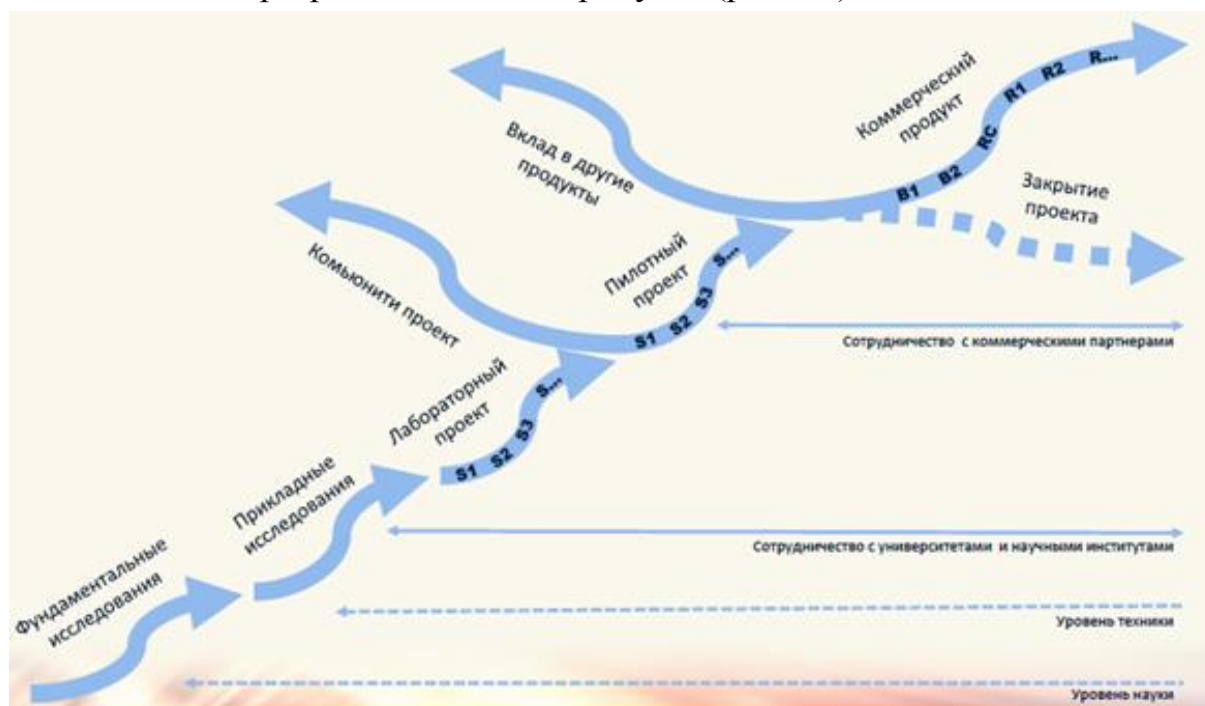 Коммерческий
продукт
B1 B2 RC R1 R2 R...
Вклад в другие
продукты
Закрытие
проекта
Комьюнити проект
Пилотный
проект
S1 S2 S3 S...
Сотрудничество с коммерческими партнерами
Лабораторный
проект
S1 S2 S3 S...
Прикладные
исследования
Сотрудничество с университетами и научными институтами
Фундаментальные
исследования
Уровень техники
Уровень науки